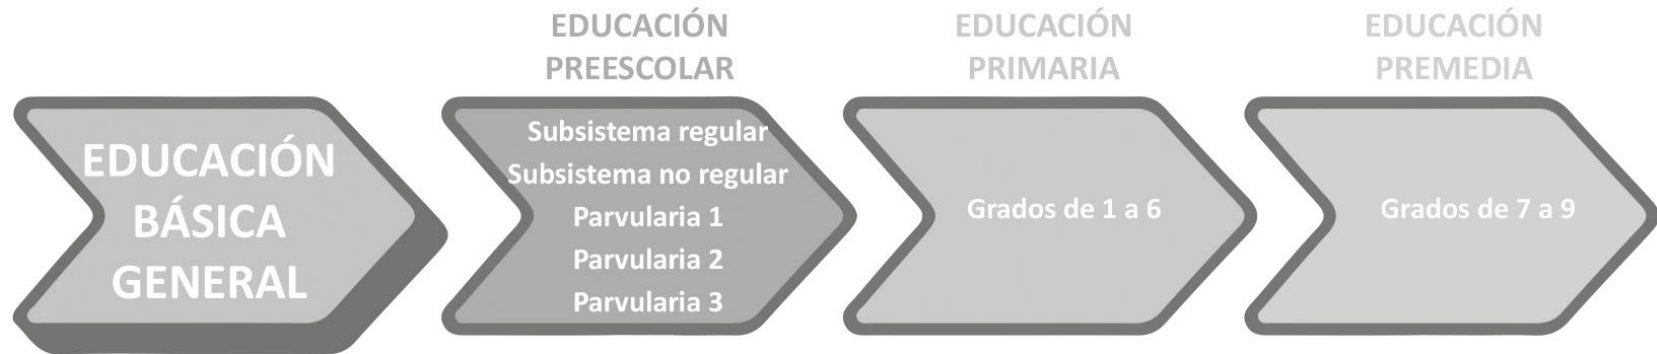 EDUCACIÓN
BÁSICA
GENERAL
EDUCACIÓN
PREESCOLAR
Subsistema regular
Subsistema no regular
Parvularia 1
Parvularia 2
Parvularia 3
EDUCACIÓN
PRIMARIA
Grados de 1 a 6
EDUCACIÓN
PREMEDIA
Grados de 7 a 9